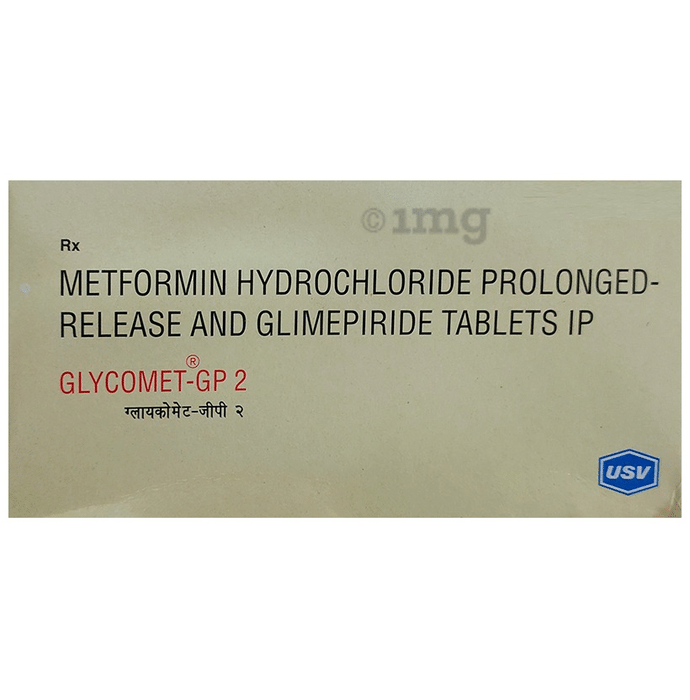 ©1mg
Rx
METFORMIN HYDROCHLORIDE PROLONGED-
RELEASE AND GLIMEPIRIDE TABLETS IP
GLYCOMET®-GP 2
ग्लायकोमेट-जीपी २
USV